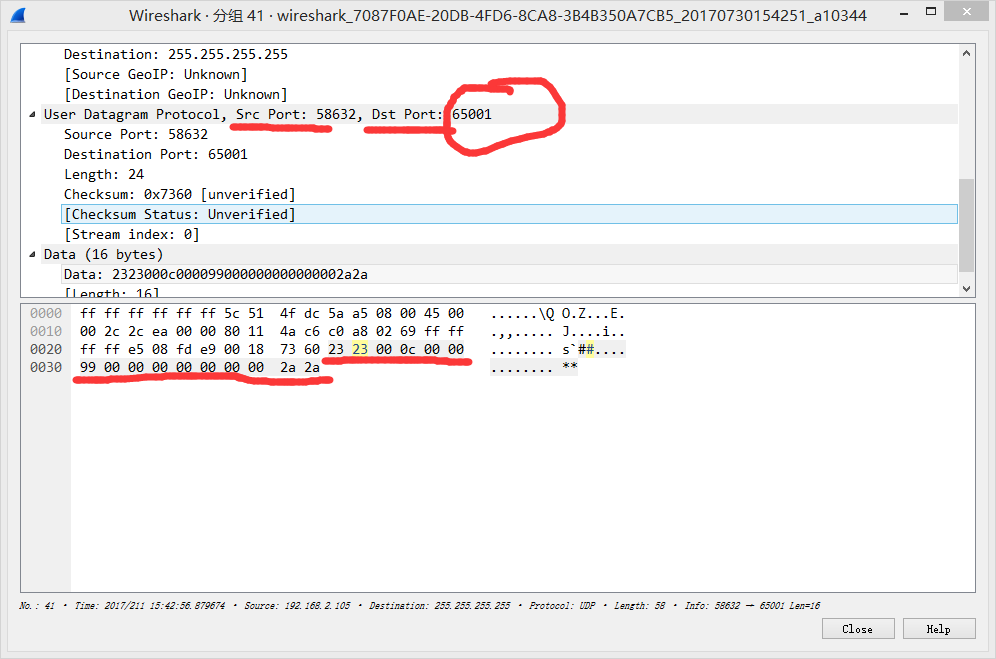 Wireshark · 分组 41 · wireshark_7087F0AE-20DB-4FD6-8CA8-3B4B350A7CB5_20170730154251_a10344
Destination: 255.255.255.255
[Source GeoIP: Unknown]
[Destination GeoIP: Unknown]
User Datagram Protocol, Src Port: 58632, Dst Port: 65001
Source Port: 58632
Destination Port: 65001
Length: 24
Checksum: 0x7360 [unverified]
[Checksum Status: Unverified]
[Stream index: 0]
Data (16 bytes)
Data: 2323000c000099000000000000002a2a
[Length: 16]
0000 ff ff ff ff ff ff 5c 51 4f dc 5a a5 08 00 45 00 ......\Q O.Z...E.
0010 00 2c 2c ea 00 00 80 11 4a c6 c0 a8 02 69 ff ff .,,..... J....i..
0020 ff ff e5 08 fd e9 00 18 73 60 23 23 00 0c 00 00 ........ s`##....
0030 99 00 00 00 00 00 00 00 2a 2a ........ **
No.: 41 · Time: 2017/211 15:42:56.879674 · Source: 192.168.2.105 · Destination: 255.255.255.255 · Protocol: UDP · Length: 58 · Info: 58632 → 65001 Len=16
Close Help